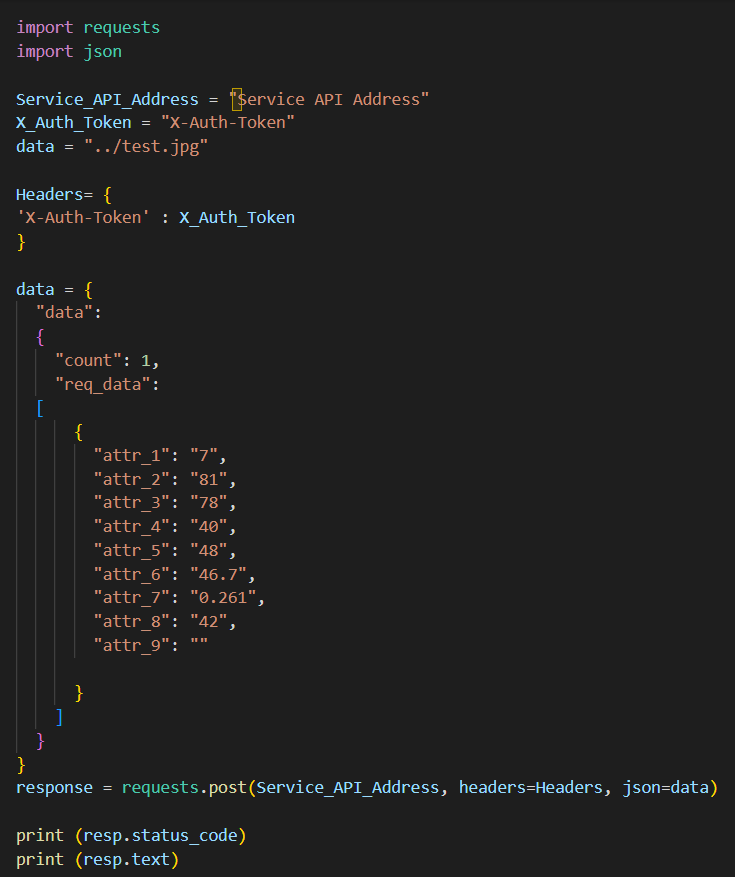 import requests
import json
Service_API_Address = "Service API Address"
X_Auth_Token = "X-Auth-Token"
data = "../test.jpg"
Headers= {
'X-Auth-Token' : X_Auth_Token
}
data = {
  "data":
  {
    "count": 1,
    "req_data":
  [
      {
        "attr_1": "7",
        "attr_2": "81",
        "attr_3": "78",
        "attr_4": "40",
        "attr_5": "48",
        "attr_6": "46.7",
        "attr_7": "0.261",
        "attr_8": "42",
        "attr_9": ""
      }
    ]
  }
}
response = requests.post(Service_API_Address, headers=Headers, json=data)
print (resp.status_code)
print (resp.text)